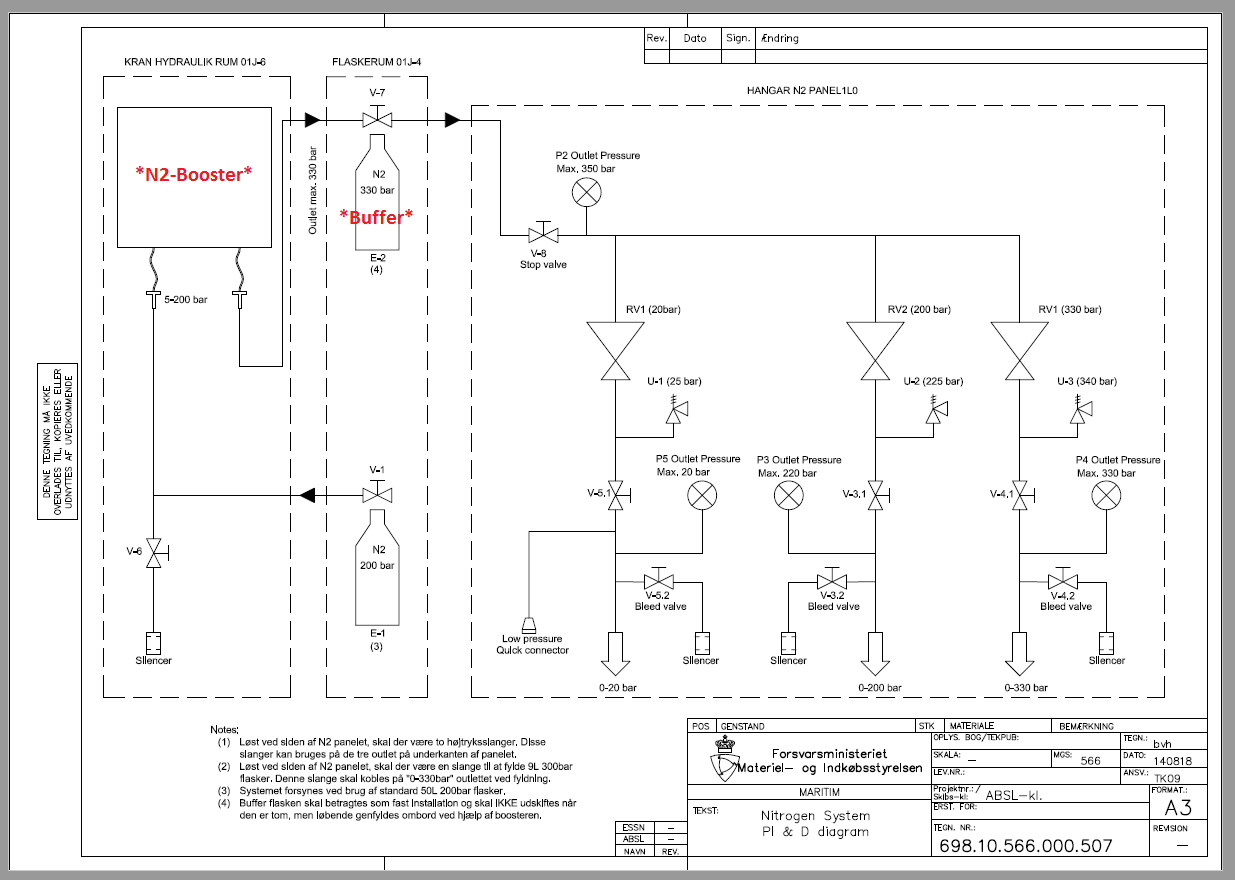 Rev.
Dato
Sign.
Ændring
KRAN HYDRAULIK RUM 01J-6
FLASKERUM 01J-4
HANGAR N2 PANEL1L0
V-7
*N2-Booster*
Outlet max. 330 bar
N2
330 bar
*Buffer*
E-2
(4)
P2 Outlet Pressure
Max. 350 bar
V-8
Stop valve
5-200 bar
RV1 (20bar)
RV2 (200 bar)
RV1 (330 bar)
U-1 (25 bar)
U-2 (225 bar)
U-3 (340 bar)
DENNE TEGNING MÅ IKKE
OVERLADES TIL, KOPIERES ELLER
UDNYTTES AF UVEDKOMMENDE
P5 Outlet Pressure
Max. 20 bar
P3 Outlet Pressure
Max. 220 bar
P4 Outlet Pressure
Max. 330 bar
V-1
V-5.1
V-3.1
V-4.1
V-6
N2
200 bar
E-1
(3)
V-5.2
Bleed valve
V-3.2
Bleed valve
V-4.2
Bleed valve
Silencer
Low pressure
Quick connector
Silencer
Silencer
Silencer
0-20 bar
0-200 bar
0-330 bar
Notes:
(1) Løst ved siden af N2 panelet, skal der være to højtryksslanger. Disse
slanger kan bruges på de tre outlet på underkanten af panelet.
(2) Løst ved siden af N2 panelet, skal der være en slange til at fylde 9L 300bar
flasker. Denne slange skal kobles på "0-330bar" outlettet ved fyldning.
(3) Systemet forsynes ved brug af standard 50L 200bar flasker.
(4) Buffer flasken skal betragtes som fast installation og skal IKKE udskiftes når
den er tom, men løbende genfyldes ombord ved hjælp af boosteren.
POS
GENSTAND
STK
MATERIALE
BEMÆRKNING
Forsvarsministeriet
Materiel- og Indkøbsstyrelsen
MARITIM
OPLYS. BOG/TEKPUB:
TEGN.:
bvh
SKALA: -
MGS: 566
DATO:
140818
LEV.NR.:
ANSV.:
TK09
Projektnr.:/
Skibs-kl: ABSL-kl.
FORMAT.:
A3
ERST. FOR:
TEKST:
Nitrogen System
PI & D diagram
TEGN. NR.:
698.10.566.000.507
REVISION
-
ESSN -
ABSL -
NAVN REV.